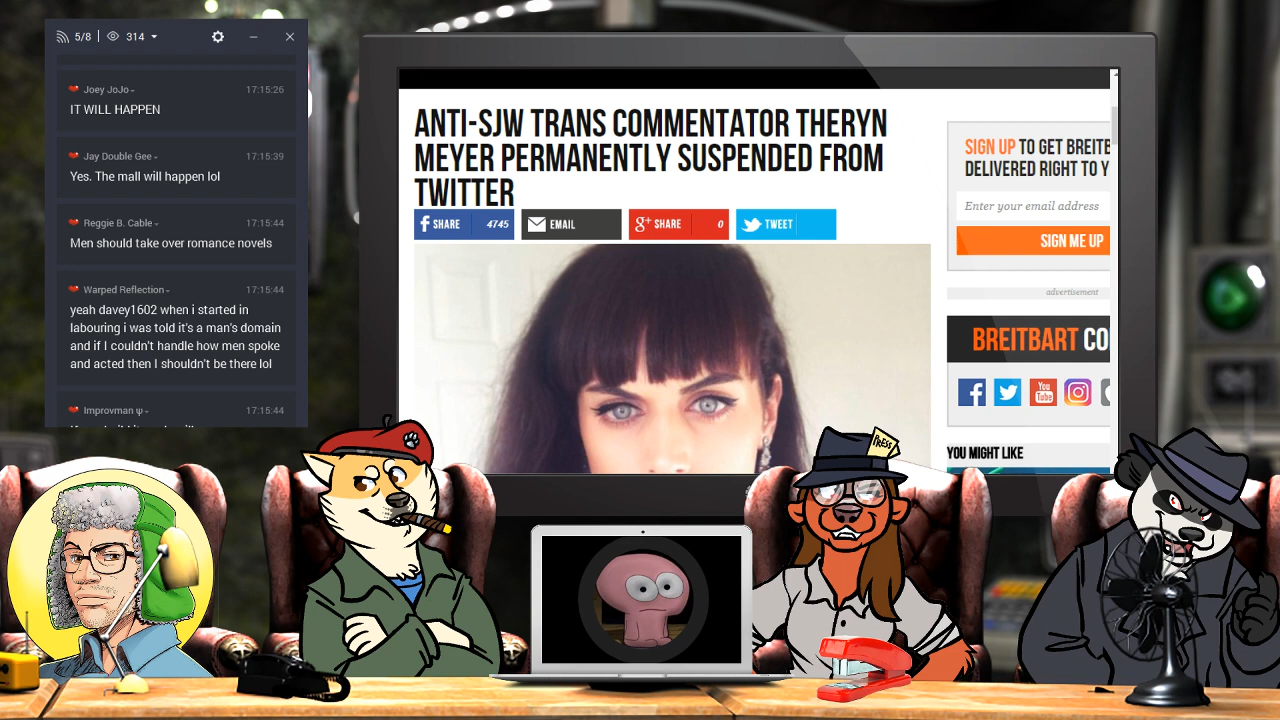 5/8 | 314
Joey JoJo 17:15:26
IT WILL HAPPEN
Jay Double Gee 17:15:39
Yes. The mall will happen lol
Reggie B. Cable 17:15:44
Men should take over romance novels
Warped Reflection 17:15:44
yeah davey1602 when i started in
labouring i was told it's a man's domain
and if I couldn't handle how men spoke
and acted then I shouldn't be there lol
Improvman ψ 17:15:44
ANTI-SJW TRANS COMMENTATOR THERYN
MEYER PERMANENTLY SUSPENDED FROM
TWITTER
f SHARE 4745
EMAIL
g+ SHARE 0
TWEET
SIGN UP TO GET BREITB
DELIVERED RIGHT TO Y
Enter your email address
SIGN ME UP
advertisement
BREITBART CO
f
You
Tube
YOU MIGHT LIKE
PRESS